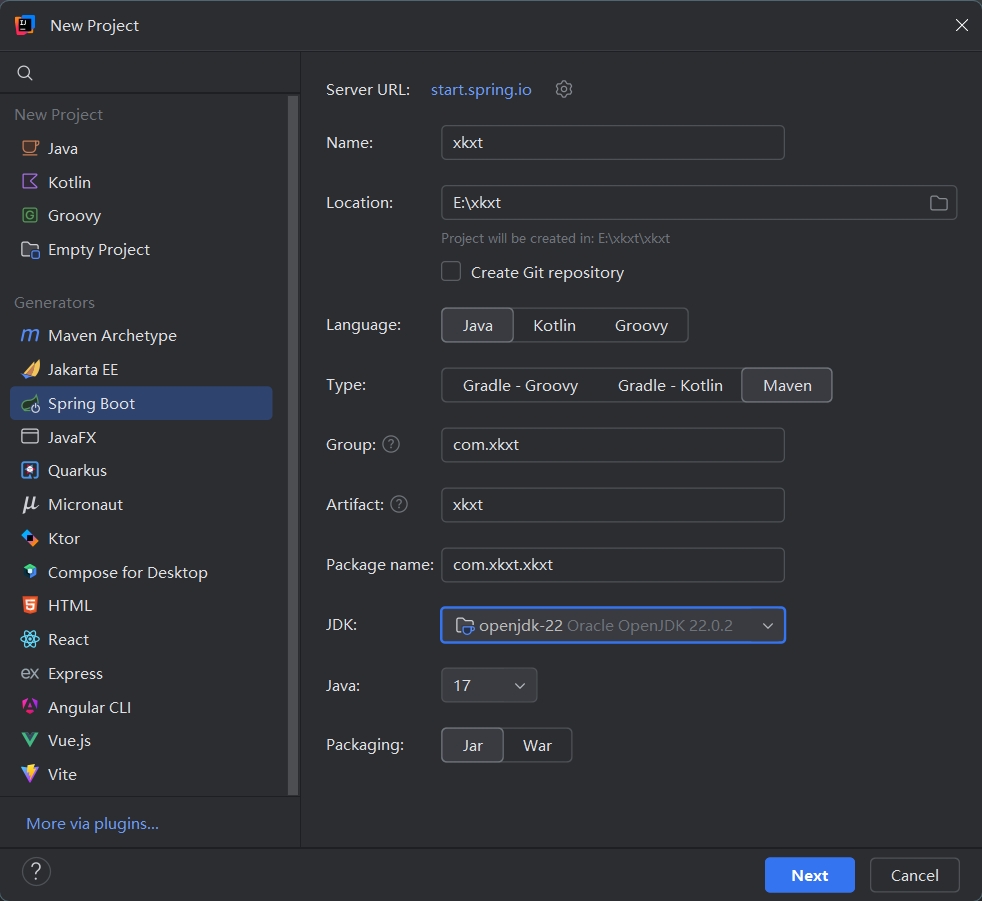 New Project
New Project
Java
Kotlin
Groovy
Empty Project
Generators
Maven Archetype
Jakarta EE
Spring Boot
JavaFX
Quarkus
Micronaut
Ktor
Compose for Desktop
HTML
React
Express
Angular CLI
Vue.js
Vite
More via plugins...
Server URL: start.spring.io
Name: xkxt
Location: E:\xkxt
Project will be created in: E:\xkxt\xkxt
Create Git repository
Language: Java Kotlin Groovy
Type: Gradle - Groovy Gradle - Kotlin Maven
Group: ? com.xkxt
Artifact: ? xkxt
Package name: com.xkxt.xkxt
JDK: openjdk-22 Oracle OpenJDK 22.0.2
Java: 17
Packaging: Jar War
? Next Cancel